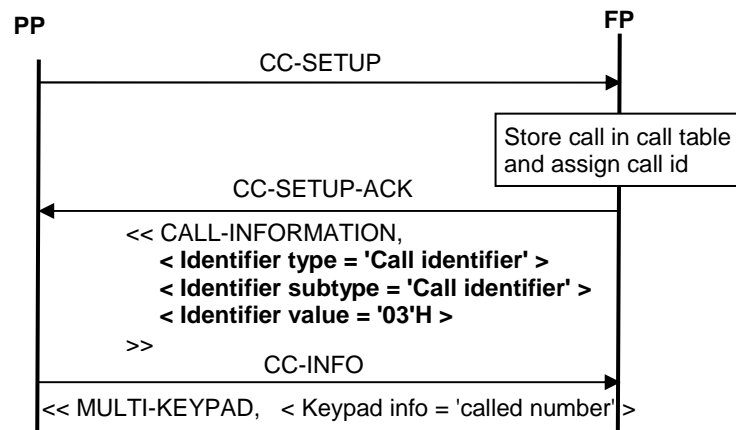 PP
FP
CC-SETUP
Store call in call table
and assign call id
CC-SETUP-ACK
<< CALL-INFORMATION,
< Identifier type = 'Call identifier' >
< Identifier subtype = 'Call identifier' >
< Identifier value = '03'H >
>>
CC-INFO
<< MULTI-KEYPAD, < Keypad info = 'called number' >